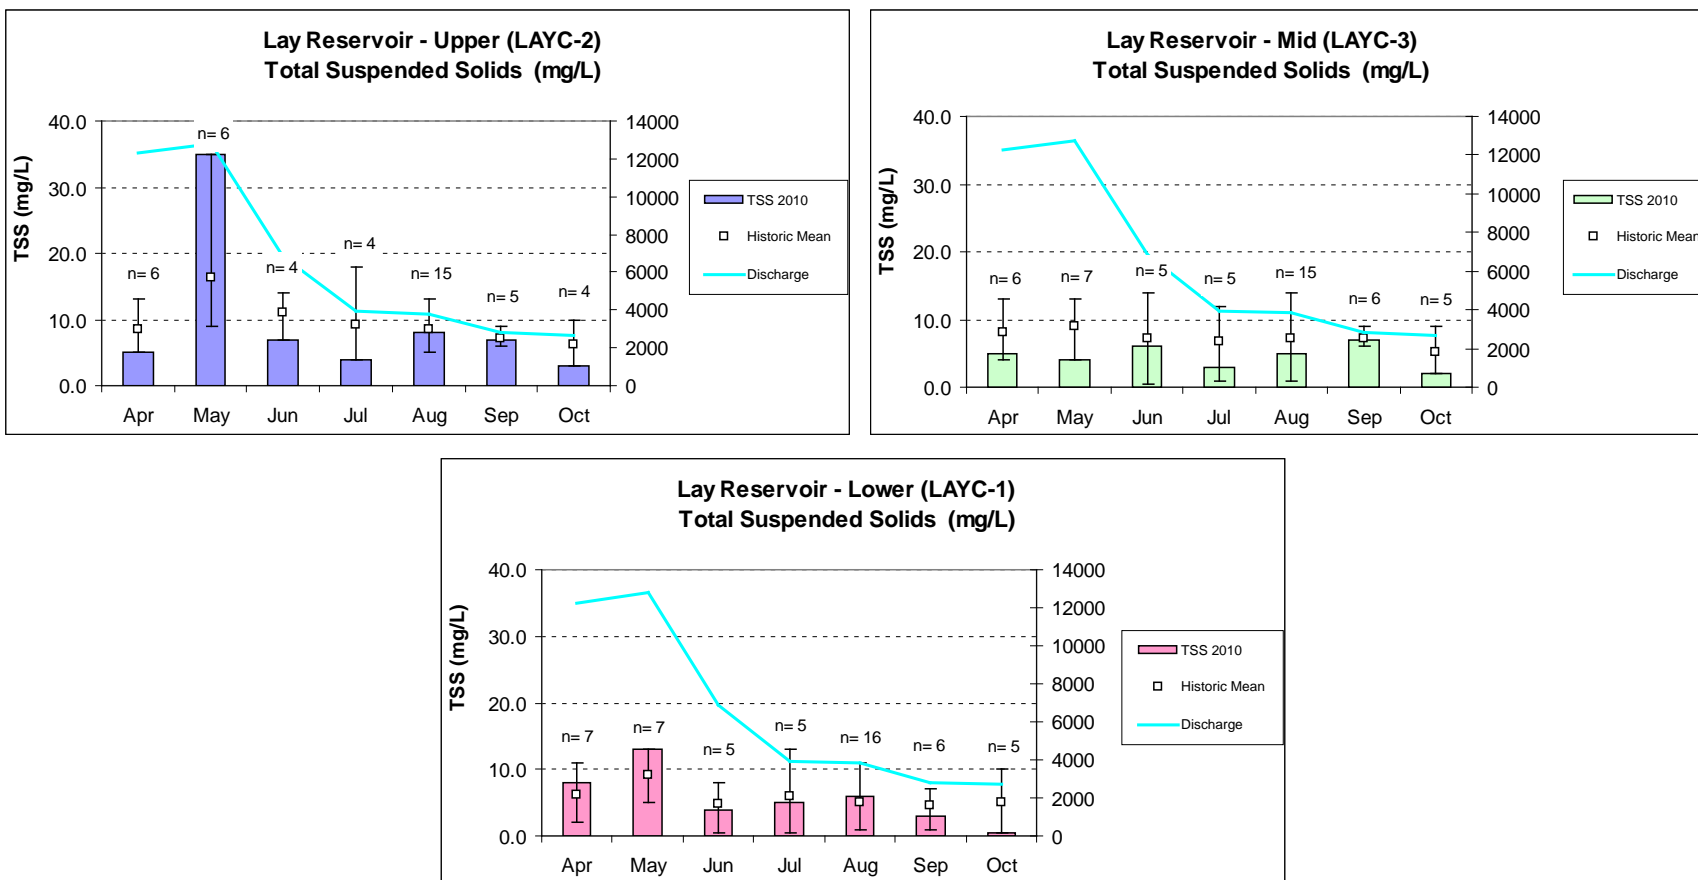 Lay Reservoir - Upper (LAYC-2)
Total Suspended Solids (mg/L)
TSS (mg/L)
40.0
30.0
20.0
10.0
0.0
14000
12000
10000
8000
6000
4000
2000
0
n= 6
n= 6
n= 4
n= 4
n= 15
n= 5
n= 4
Apr May Jun Jul Aug Sep Oct
TSS 2010
Historic Mean
Discharge
Lay Reservoir - Mid (LAYC-3)
Total Suspended Solids (mg/L)
TSS (mg/L)
40.0
30.0
20.0
10.0
0.0
14000
12000
10000
8000
6000
4000
2000
0
n= 6
n= 7
n= 5
n= 5
n= 15
n= 6
n= 5
Apr May Jun Jul Aug Sep Oct
TSS 2010
Historic Mean
Discharge
Lay Reservoir - Lower (LAYC-1)
Total Suspended Solids (mg/L)
TSS (mg/L)
40.0
30.0
20.0
10.0
0.0
14000
12000
10000
8000
6000
4000
2000
0
n= 7
n= 7
n= 5
n= 5
n= 16
n= 6
n= 5
Apr May Jun Jul Aug Sep Oct
TSS 2010
Historic Mean
Discharge